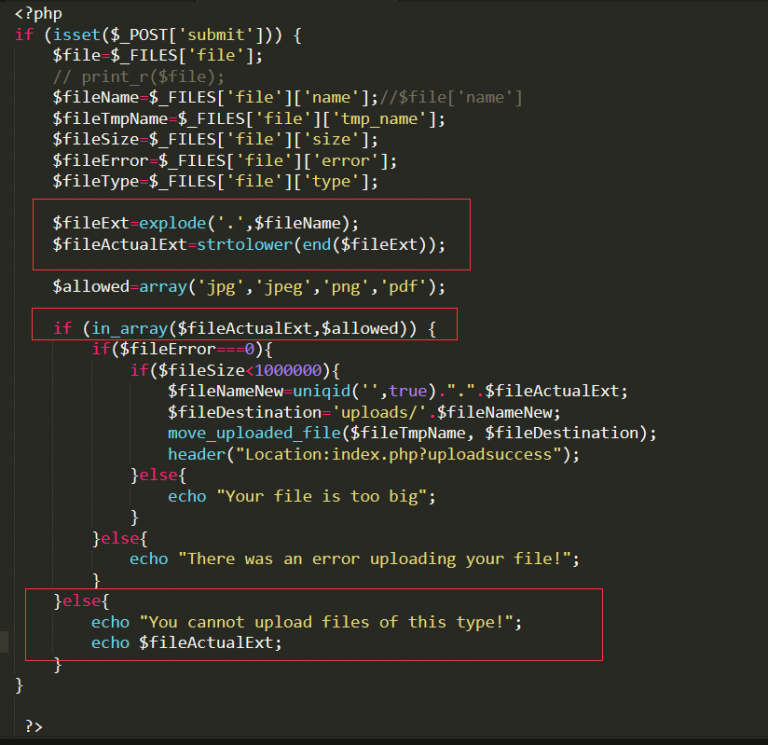 <?php
if (isset($_POST['submit'])) {
$file=$_FILES['file'];
// print_r($file);
$fileName=$_FILES['file']['name'];//$file['name']
$fileTmpName=$_FILES['file']['tmp_name'];
$fileSize=$_FILES['file']['size'];
$fileError=$_FILES['file']['error'];
$fileType=$_FILES['file']['type'];
$fileExt=explode('.',$fileName);
$fileActualExt=strtolower(end($fileExt));
$allowed=array('jpg','jpeg','png','pdf');
if (in_array($fileActualExt,$allowed)) {
if($fileError===0){
if($fileSize<1000000){
$fileNameNew=uniqid('',true).".".$fileActualExt;
$fileDestination='uploads/'.$fileNameNew;
move_uploaded_file($fileTmpName, $fileDestination);
header("Location:index.php?uploadsuccess");
}else{
echo "Your file is too big";
}
}else{
echo "There was an error uploading your file!";
}
}else{
echo "You cannot upload files of this type!";
echo $fileActualExt;
}
}
?>